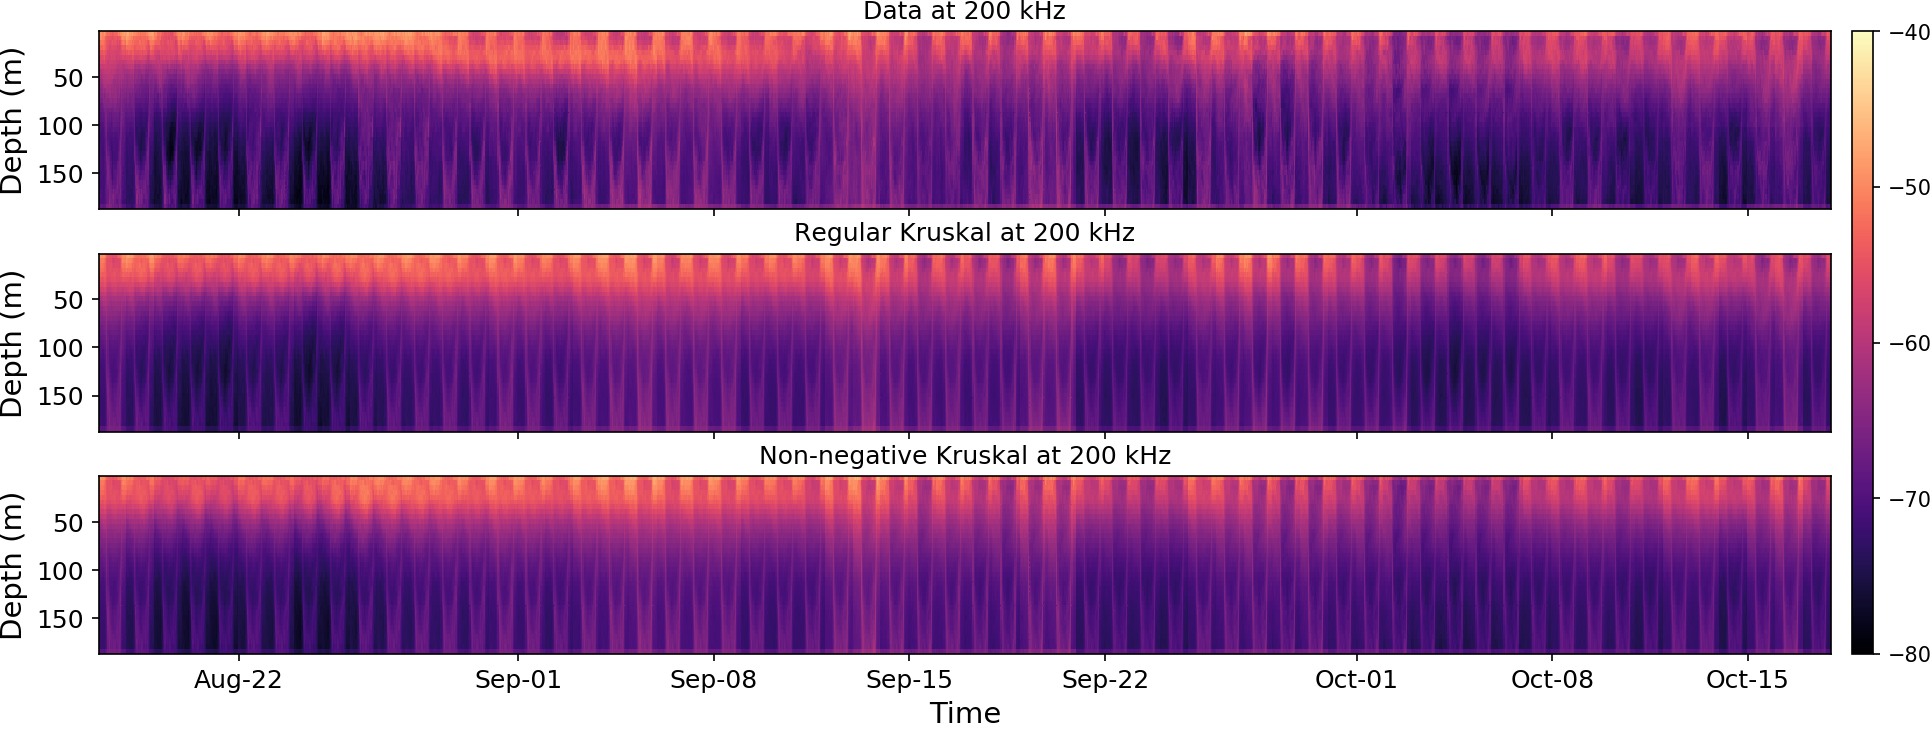 Data at 200 kHz
Depth (m)
50
100
150
Regular Kruskal at 200 kHz
Depth (m)
50
100
150
Non-negative Kruskal at 200 kHz
Depth (m)
50
100
150
Aug-22 Sep-01 Sep-08 Sep-15 Sep-22 Oct-01 Oct-08 Oct-15
Time
−40
−50
−60
−70
−80